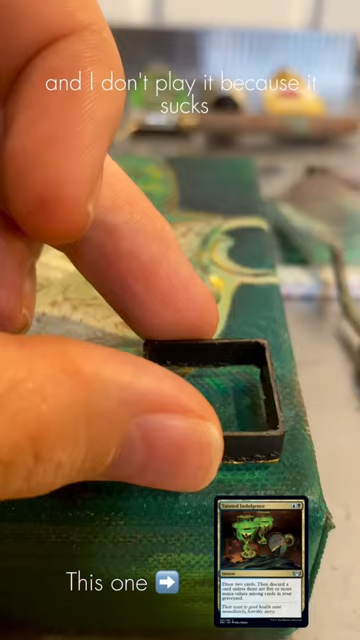 and I don't play it because it
sucks
This one ➡️
Tainted Indulgence
Instant
Draw two cards. Then discard a
card unless there are five or more
mana values among cards in your
graveyard.